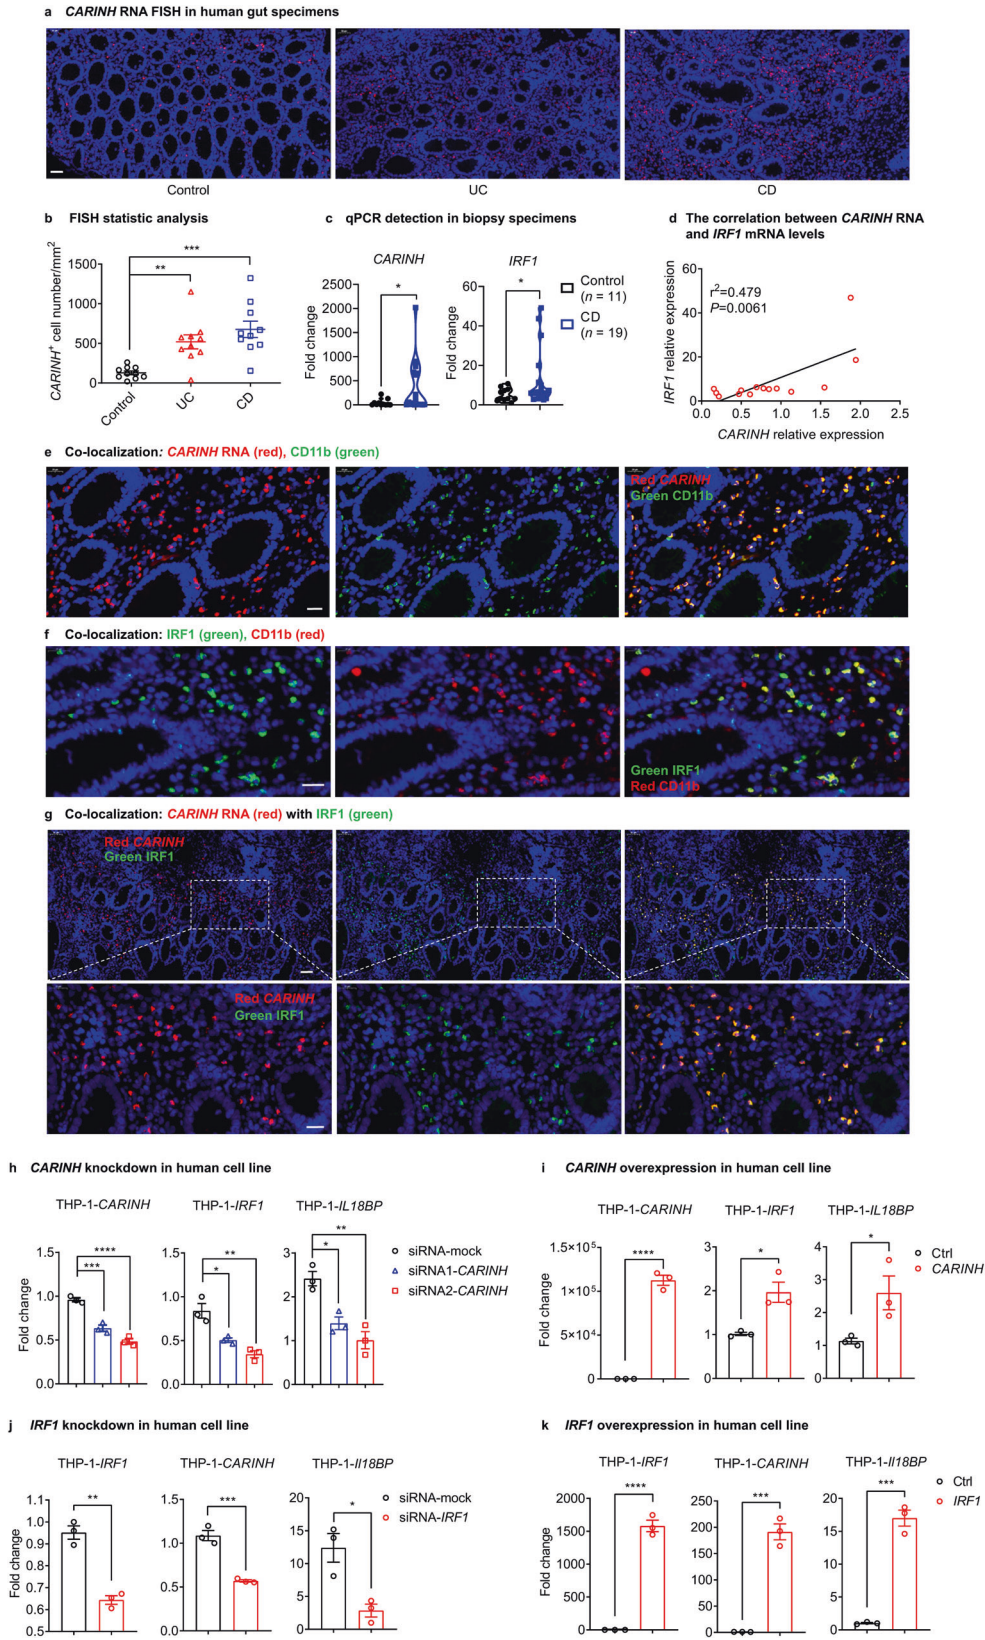 a CARINH RNA FISH in human gut specimens
Control
UC
CD
b FISH statistic analysis
CARINH+ cell number/mm²
1500
1000
500
0
***
**
Control
UC
CD
c qPCR detection in biopsy specimens
CARINH
Fold change
2500
2000
1500
1000
500
0
*
IRF1
Fold change
60
40
20
0
*
Control
(n = 11)
CD
(n = 19)
d The correlation between CARINH RNA
and IRF1 mRNA levels
IRF1 relative expression
60
40
20
0
r²=0.479
P=0.0061
0.0 0.5 1.0 1.5 2.0 2.5
CARINH relative expression
e Co-localization: CARINH RNA (red), CD11b (green)
Red CARINH
Green CD11b
f Co-localization: IRF1 (green), CD11b (red)
Green IRF1
Red CD11b
g Co-localization: CARINH RNA (red) with IRF1 (green)
Red CARINH
Green IRF1
Red CARINH
Green IRF1
h CARINH knockdown in human cell line
THP-1-CARINH
Fold change
1.5
1.0
0.5
0.0
****
***
THP-1-IRF1
1.5
1.0
0.5
0.0
**
*
THP-1-IL18BP
3
2
1
0
**
*
siRNA-mock
siRNA1-CARINH
siRNA2-CARINH
i CARINH overexpression in human cell line
THP-1-CARINH
Fold change
1.5×10⁵
1.0×10⁵
5×10⁴
0
****
THP-1-IRF1
3
2
1
0
*
THP-1-IL18BP
4
3
2
1
0
*
Ctrl
CARINH
j IRF1 knockdown in human cell line
THP-1-IRF1
Fold change
1.1
1.0
0.9
0.8
0.7
0.6
0.5
**
THP-1-CARINH
1.5
1.0
0.5
0.0
***
THP-1-Il18BP
20
15
10
5
0
*
siRNA-mock
siRNA-IRF1
k IRF1 overexpression in human cell line
THP-1-IRF1
Fold change
2000
1500
1000
500
0
****
THP-1-CARINH
250
200
150
100
50
0
***
THP-1-Il18BP
20
15
10
5
0
***
Ctrl
IRF1